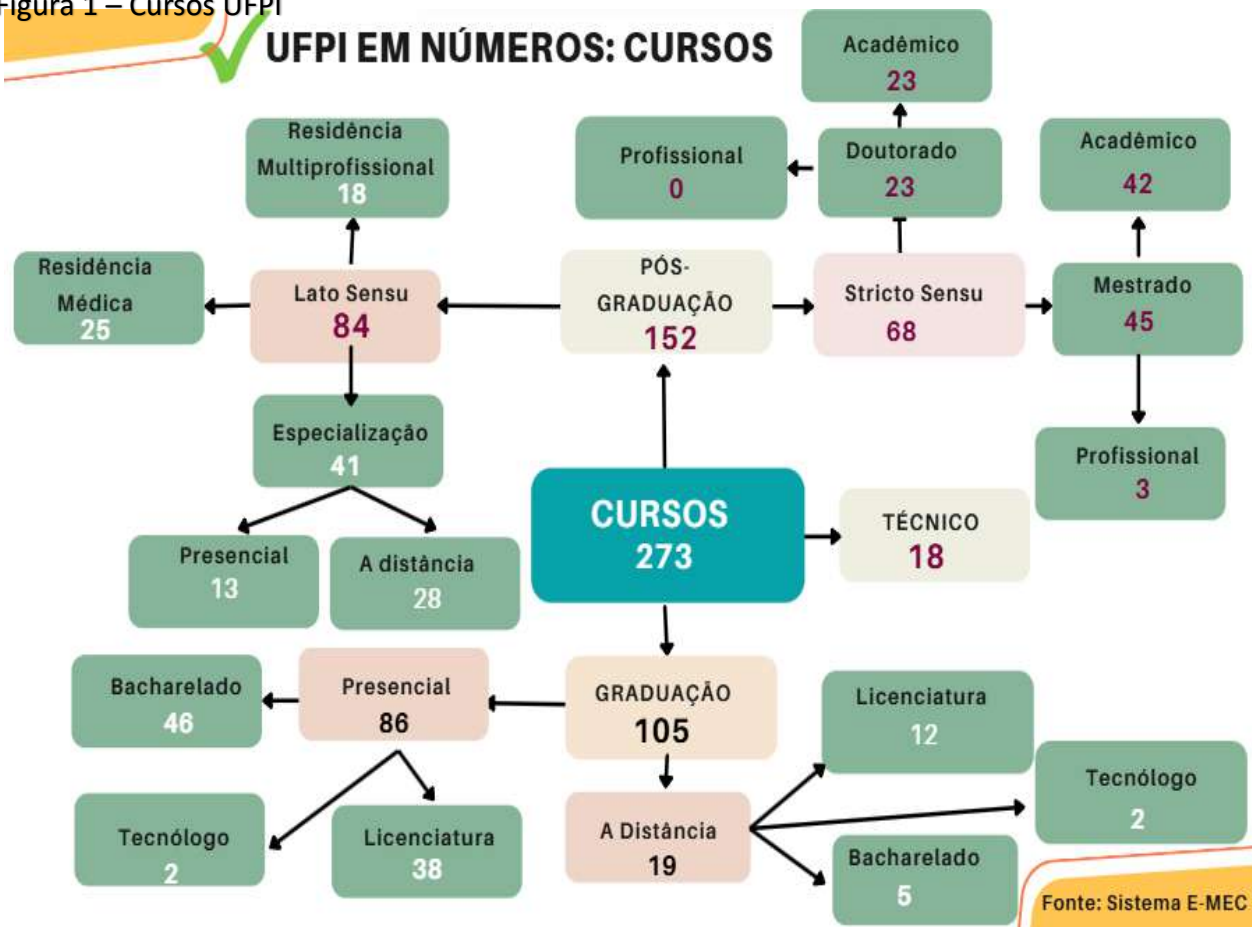 Figura 1 – Cursos UFPI
UFPI EM NÚMEROS: CURSOS
Acadêmico
23
Residência
Multiprofissional
18
Profissional
0
Doutorado
23
Acadêmico
42
Residência
Médica
25
Lato Sensu
84
PÓS-
GRADUAÇÃO
152
Stricto Sensu
68
Mestrado
45
Especialização
41
Profissional
3
CURSOS
273
TÉCNICO
18
Presencial
13
A distância
28
Bacharelado
46
Presencial
86
GRADUAÇÃO
105
Licenciatura
12
Tecnólogo
2
Tecnólogo
2
Licenciatura
38
A Distância
19
Bacharelado
5
Fonte: Sistema E-MEC